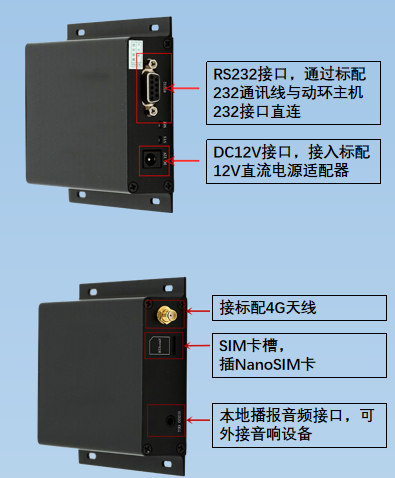 RS232接口，通过标配
232通讯线与动环主机
232接口直连
DC12V接口，接入标配
12V直流电源适配器
接标配4G天线
SIM卡槽，
插NanoSIM卡
本地播报音频接口，可
外接音响设备